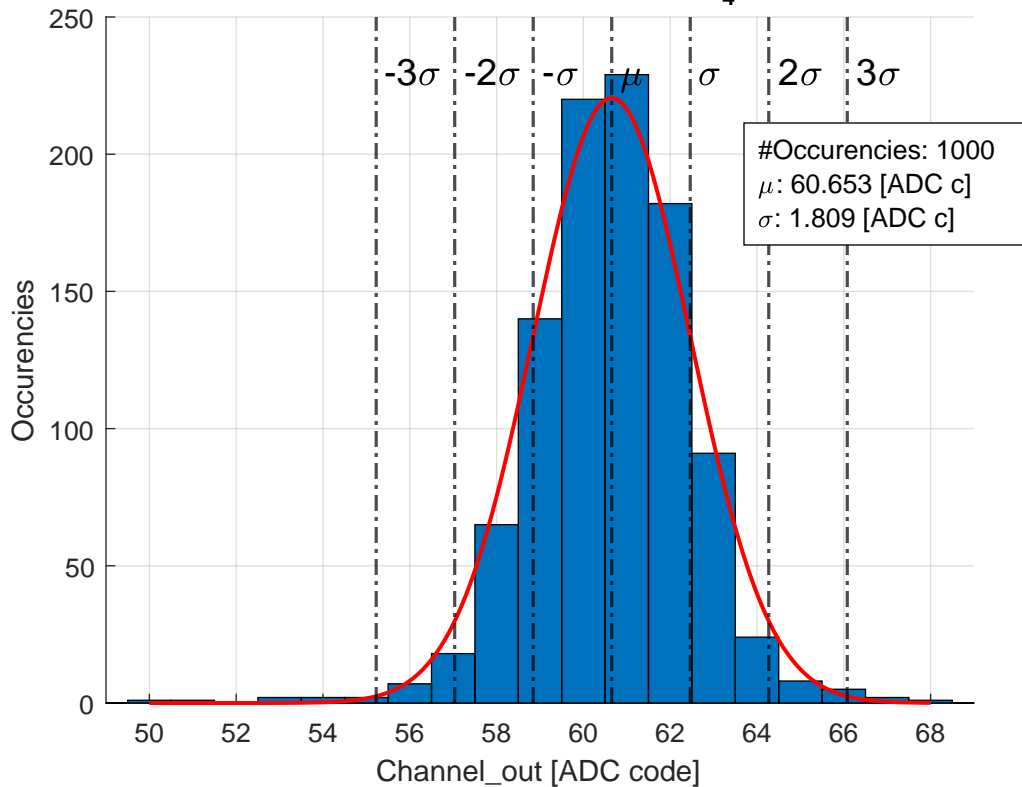 4
250
200
150
100
50
0
-3σ -2σ -σ μ σ 2σ 3σ
#Occurencies: 1000
μ: 60.653 [ADC c]
σ: 1.809 [ADC c]
Occurencies
50 52 54 56 58 60 62 64 66 68
Channel_out [ADC code]